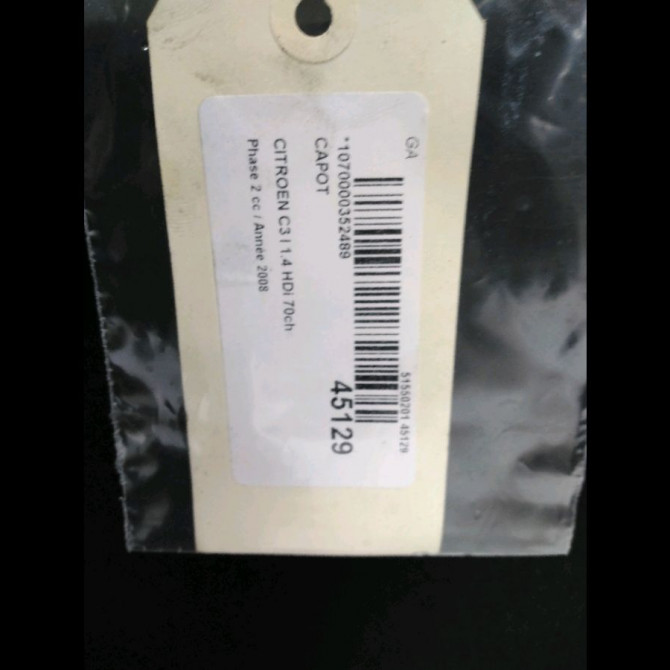 GA
51550201 45129
*1070000352489
CAPOT
45129
CITROEN C3 I 1.4 HDi 70ch
Phase 2 cc / Année 2008